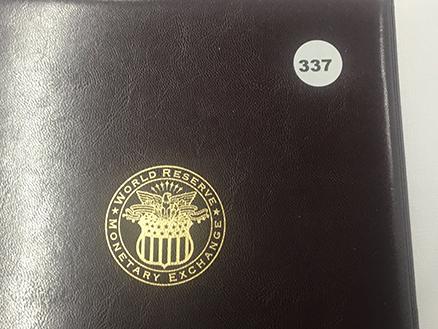 337
WORLD RESERVE
MONETARY EXCHANGE